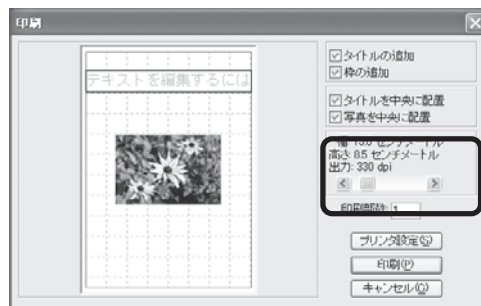 印刷
テキストを編集するには
タイトルの追加
枠の追加
タイトルを中央に配置
写真を中央に配置
幅: 13.0 センチメートル
高さ: 8.5 センチメートル
出力: 330 dpi
印刷部数: 1
プリンタ設定(S)
印刷(P)
キャンセル(C)